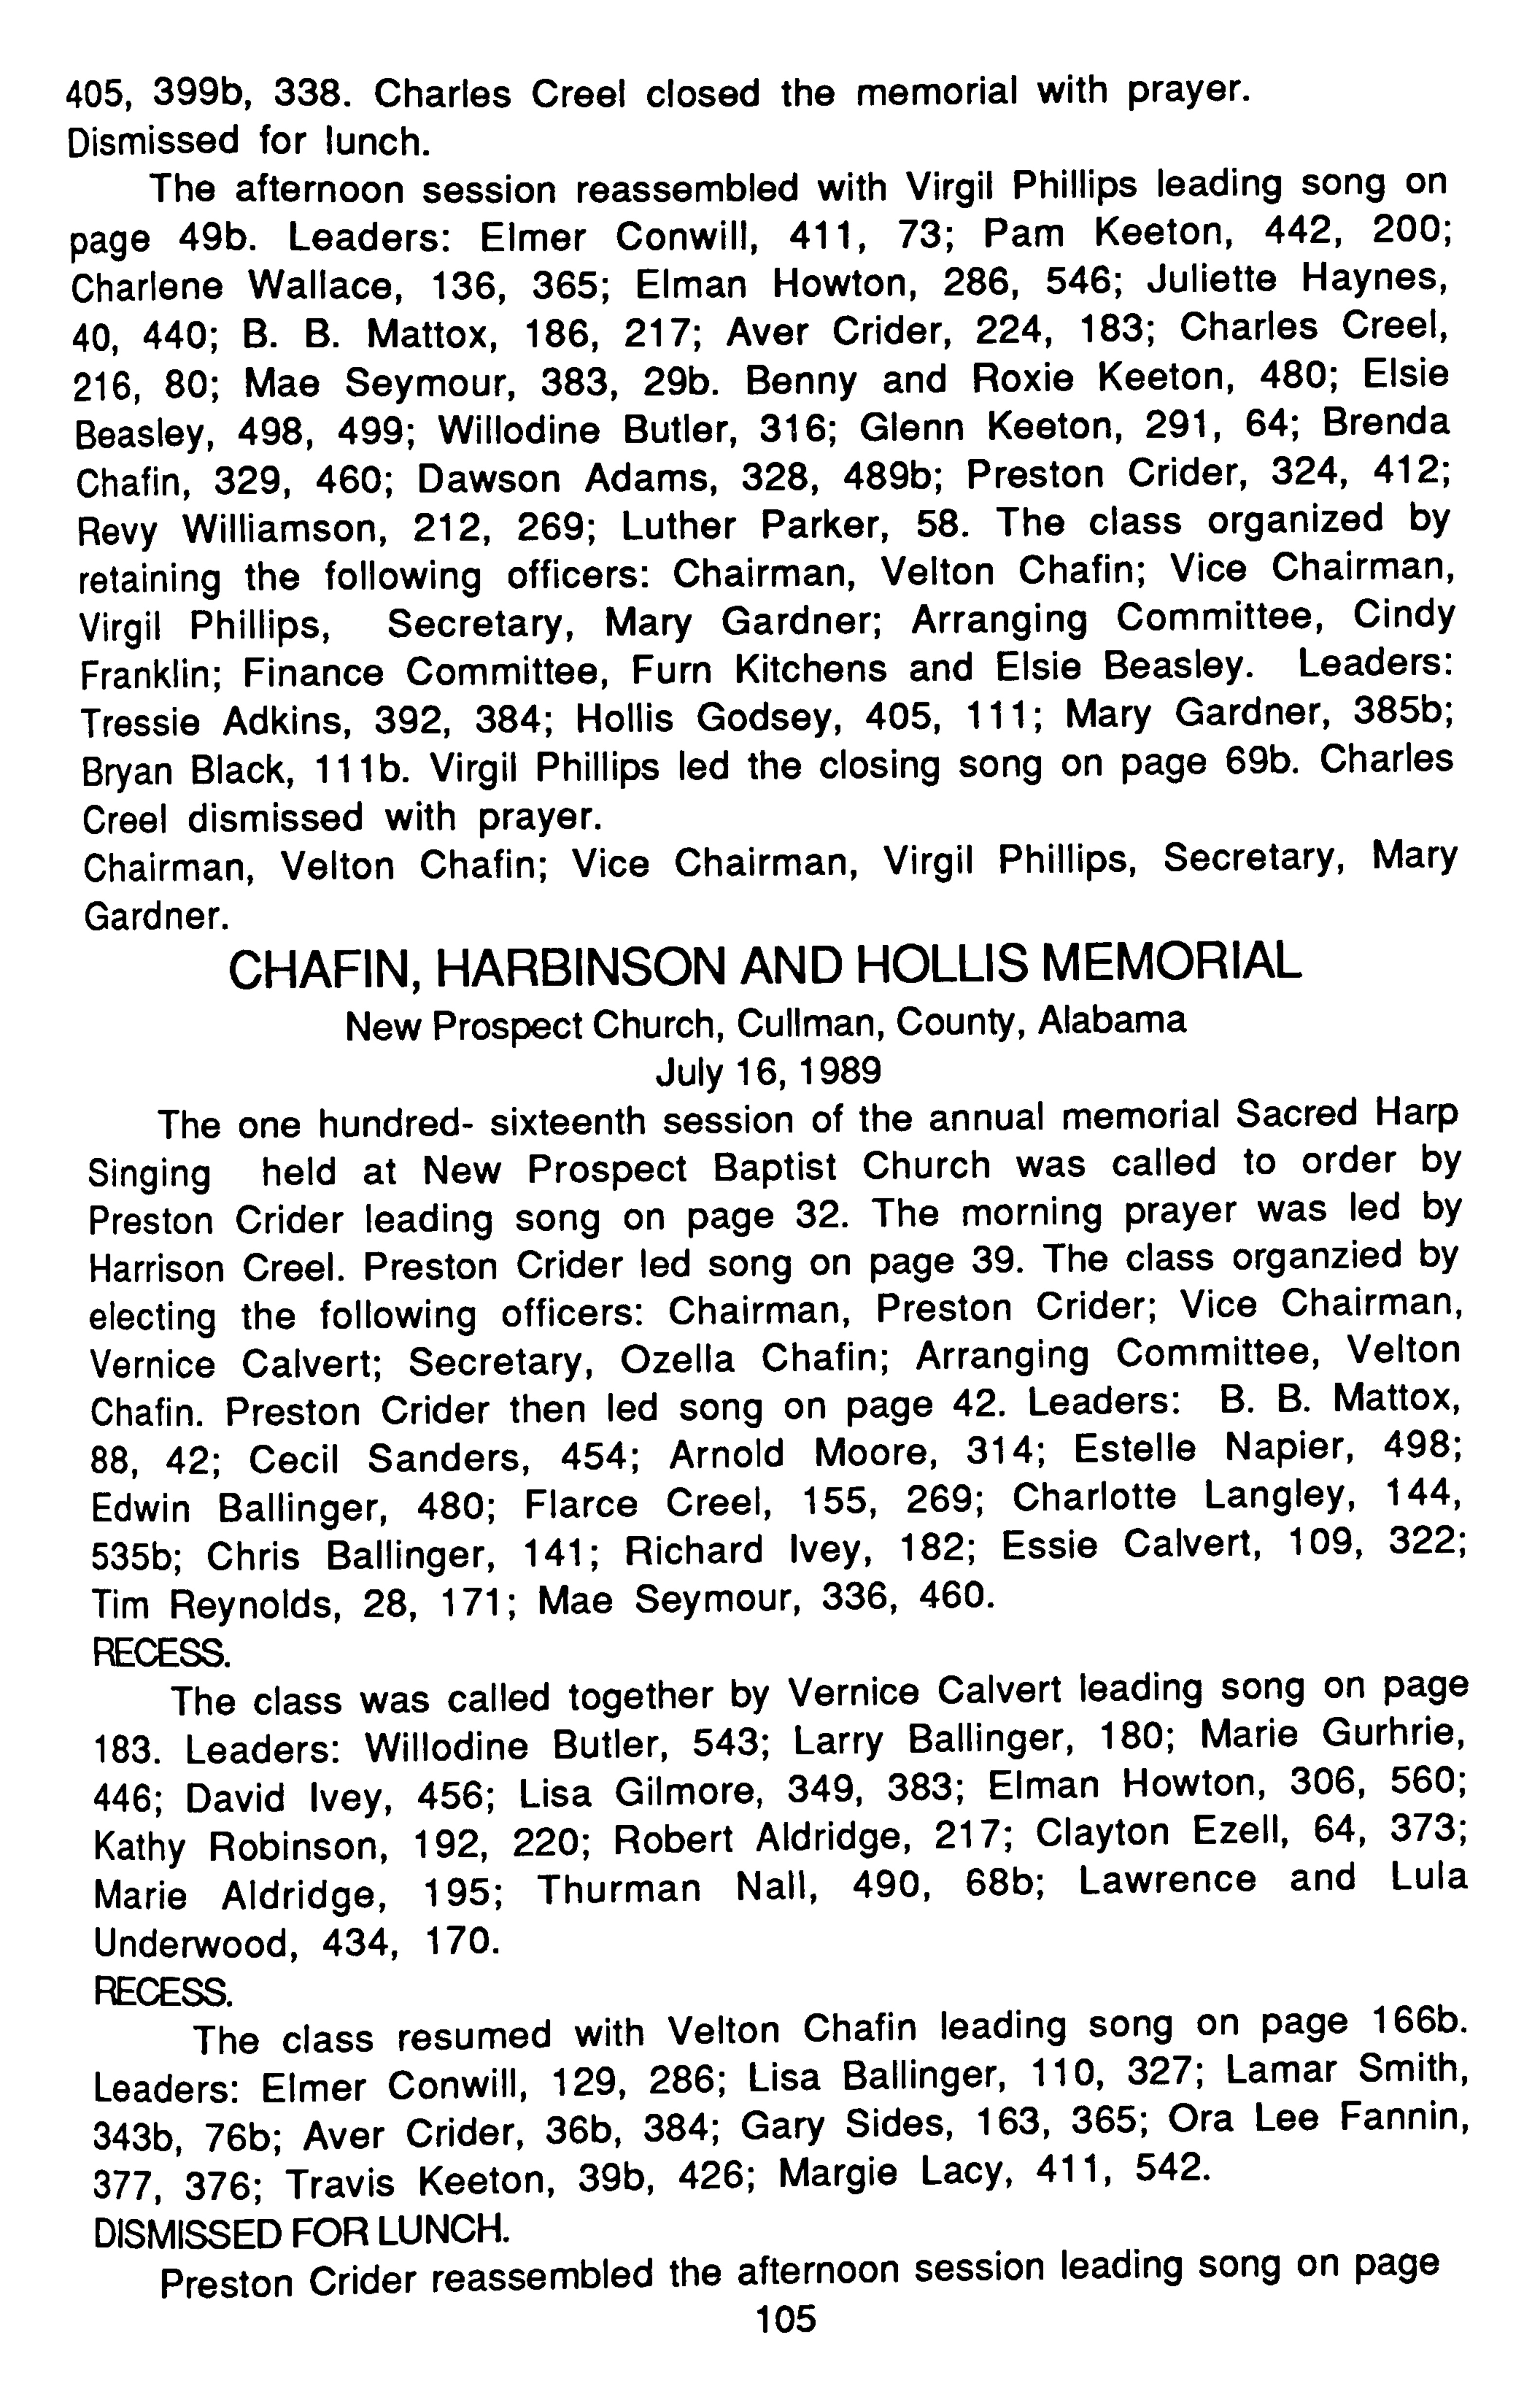 405, 399b, 338. Charles Creel closed the memorial with prayer.
Dismissed for lunch.
The afternoon session reassembled with Virgil Phillips leading song on
page 49b. Leaders: Elmer Conwill, 411, 73; Pam Keeton, 442, 200;
Charlene Wallace, 136, 365; Elman Howton, 286, 546; Juliette Haynes,
40, 440; B. B. Mattox, 186, 217; Aver Crider, 224, 183; Charles Creel,
216, 80; Mae Seymour, 383, 29b. Benny and Roxie Keeton, 480; Elsie
Beasley, 498, 499; Willodine Butler, 316; Glenn Keeton, 291, 64; Brenda
Chafin, 329, 460; Dawson Adams, 328, 489b; Preston Crider, 324, 412;
Revy Williamson, 212, 269; Luther Parker, 58. The class organized by
retaining the following officers: Chairman, Velton Chafin; Vice Chairman,
Virgil Phillips, Secretary, Mary Gardner; Arranging Committee, Cindy
Franklin; Finance Committee, Furn Kitchens and Elsie Beasley. Leaders:
Tressie Adkins, 392, 384; Hollis Godsey, 405, 111; Mary Gardner, 385b;
Bryan Black, 111b. Virgil Phillips led the closing song on page 69b. Charles
Creel dismissed with prayer.
Chairman, Velton Chafin; Vice Chairman, Virgil Phillips, Secretary, Mary
Gardner.
CHAFIN, HARBINSON AND HOLLIS MEMORIAL
New Prospect Church, Cullman, County, Alabama
July 16, 1989
The one hundred- sixteenth session of the annual memorial Sacred Harp
Singing held at New Prospect Baptist Church was called to order by
Preston Crider leading song on page 32. The morning prayer was led by
Harrison Creel. Preston Crider led song on page 39. The class organzied by
electing the following officers: Chairman, Preston Crider; Vice Chairman,
Vernice Calvert; Secretary, Ozella Chafin; Arranging Committee, Velton
Chafin. Preston Crider then led song on page 42. Leaders: B. B. Mattox,
88, 42; Cecil Sanders, 454; Arnold Moore, 314; Estelle Napier, 498;
Edwin Ballinger, 480; Flarce Creel, 155, 269; Charlotte Langley, 144,
535b; Chris Ballinger, 141; Richard Ivey, 182; Essie Calvert, 109, 322;
Tim Reynolds, 28, 171; Mae Seymour, 336, 460.
RECESS.
The class was called together by Vernice Calvert leading song on page
183. Leaders: Willodine Butler, 543; Larry Ballinger, 180; Marie Gurhrie,
446; David Ivey, 456; Lisa Gilmore, 349, 383; Elman Howton, 306, 560;
Kathy Robinson, 192, 220; Robert Aldridge, 217; Clayton Ezell, 64, 373;
Marie Aldridge, 195; Thurman Nall, 490, 68b; Lawrence and Lula
Underwood, 434, 170.
RECESS.
The class resumed with Velton Chafin leading song on page 166b.
Leaders: Elmer Conwill, 129, 286; Lisa Ballinger, 110, 327; Lamar Smith,
343b, 76b; Aver Crider, 36b, 384; Gary Sides, 163, 365; Ora Lee Fannin,
377, 376; Travis Keeton, 39b, 426; Margie Lacy, 411, 542.
DISMISSED FOR LUNCH.
Preston Crider reassembled the afternoon session leading song on page
105